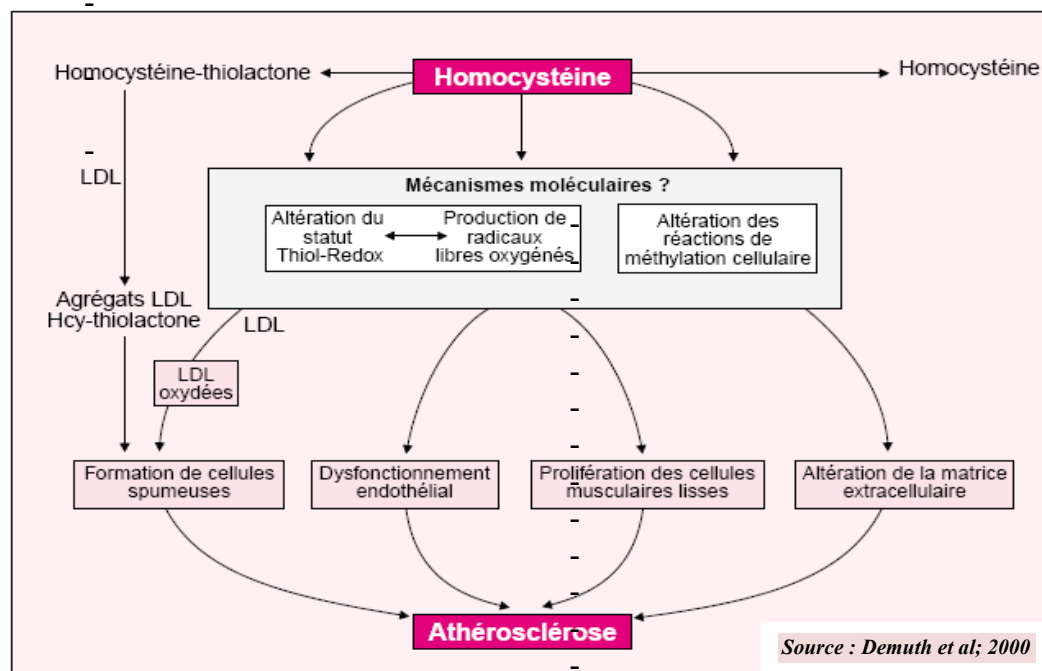 Homocystéine-thiolactone
Homocystéine
Homocystéine
LDL
Mécanismes moléculaires ?
Altération du
statut
Thiol-Redox
Production de
radicaux
libres oxygénés
Altération des
réactions de
méthylation cellulaire
Agrégats LDL
Hcy-thiolactone
LDL
LDL
oxydées
Formation de cellules
spumeuses
Dysfonctionnement
endothélial
Prolifération des cellules
musculaires lisses
Altération de la matrice
extracellulaire
Athérosclérose
Source : Demuth et al; 2000